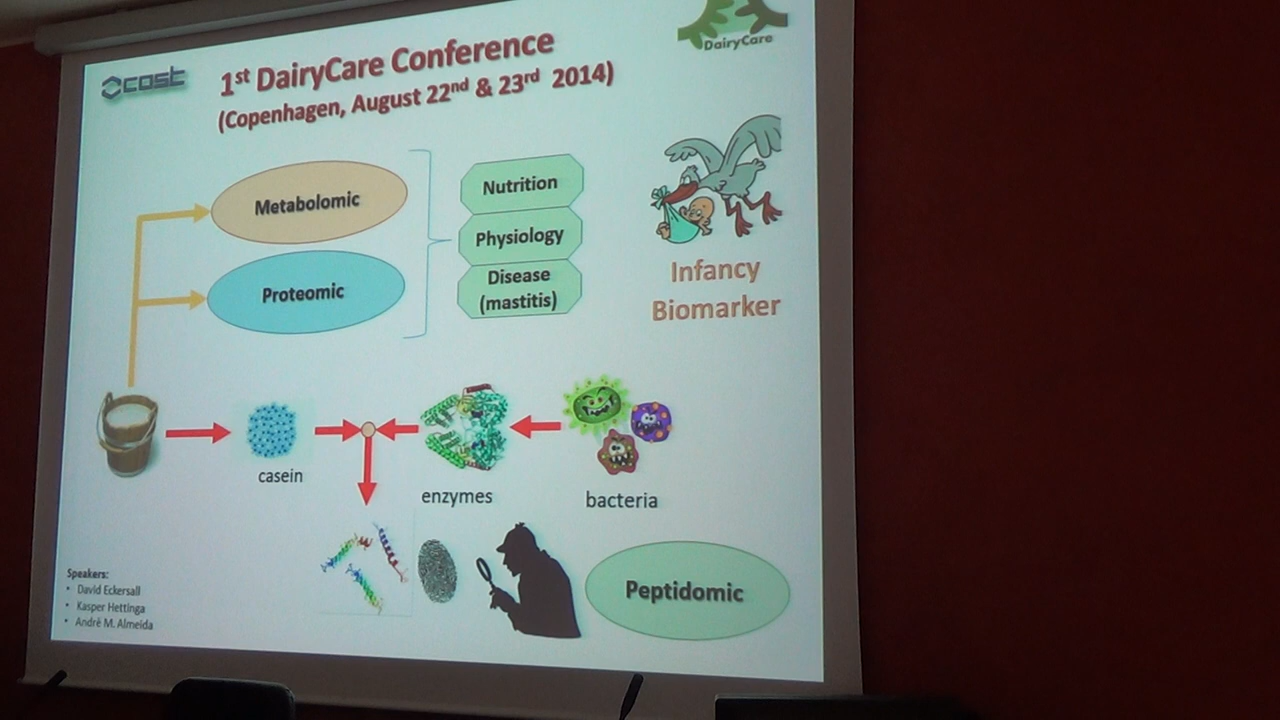 cost
1st DairyCare Conference
(Copenhagen, August 22nd & 23rd 2014)
DairyCare
Metabolomic
Proteomic
Nutrition
Physiology
Disease
(mastitis)
Infancy
Biomarker
casein
enzymes
bacteria
Peptidomic
Speakers:
• David Eckersall
• Kasper Hettinga
• André M. Almeida